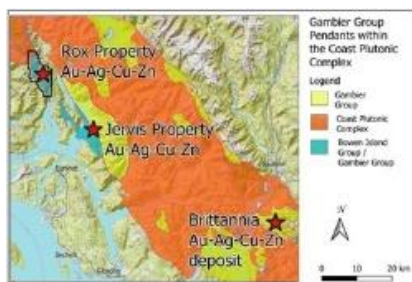 Gambier Group
Pendants within
the Coast Plutonic
Complex
Legend
Gambier
Group
Coast Plutonic
Complex
Bowen Island
Group /
Gambier Group
N
0 10 20 km
Rox Property
Au-Ag-Cu-Zn
Jervis Property
Au-Ag-Cu-Zn
Brittannia
Au-Ag-Cu-Zn
deposit
Sechelt